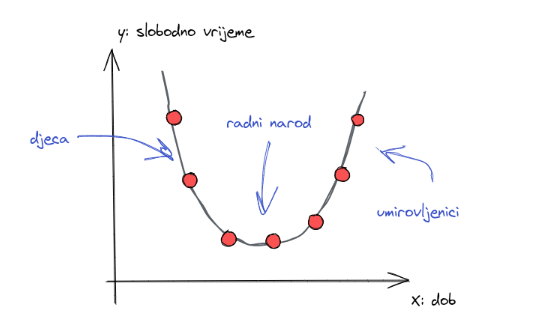 y: slobodno vrijeme
radni narod
djeca
umirovljenici
x: dob